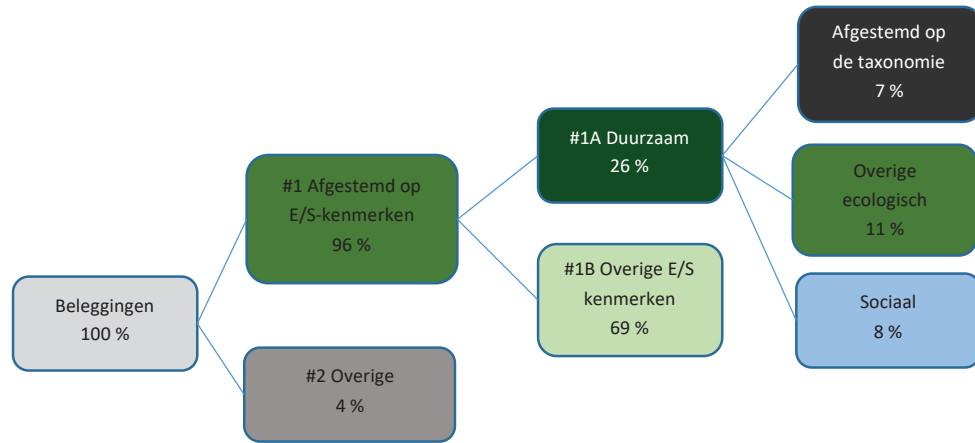 Beleggingen
100 %
#1 Afgestemd op
E/S-kenmerken
96 %
#2 Overige
4 %
#1A Duurzaam
26 %
#1B Overige E/S
kenmerken
69 %
Afgestemd op
de taxonomie
7 %
Overige
ecologisch
11 %
Sociaal
8 %